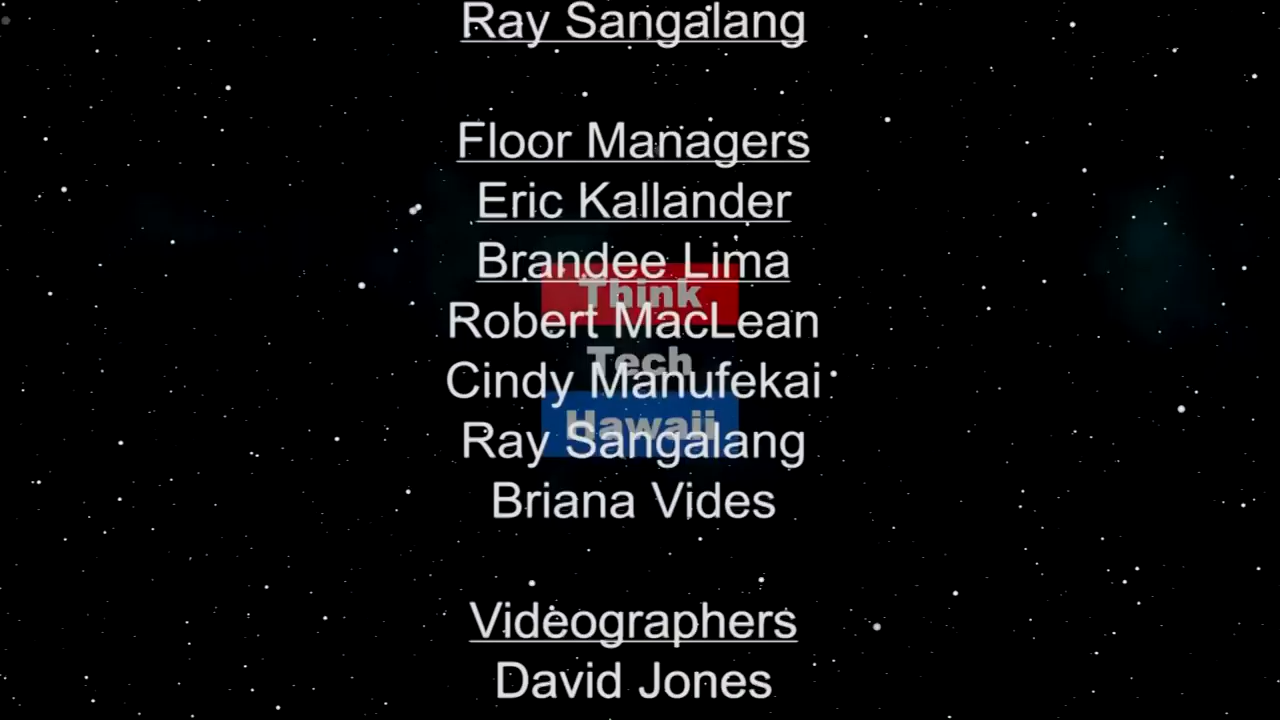 Ray Sangalang
Floor Managers
Eric Kallander
Brandee Lima
Think
Robert MacLean
Tech
Cindy Manufekai
Hawaii
Ray Sangalang
Briana Vides
Videographers
David Jones